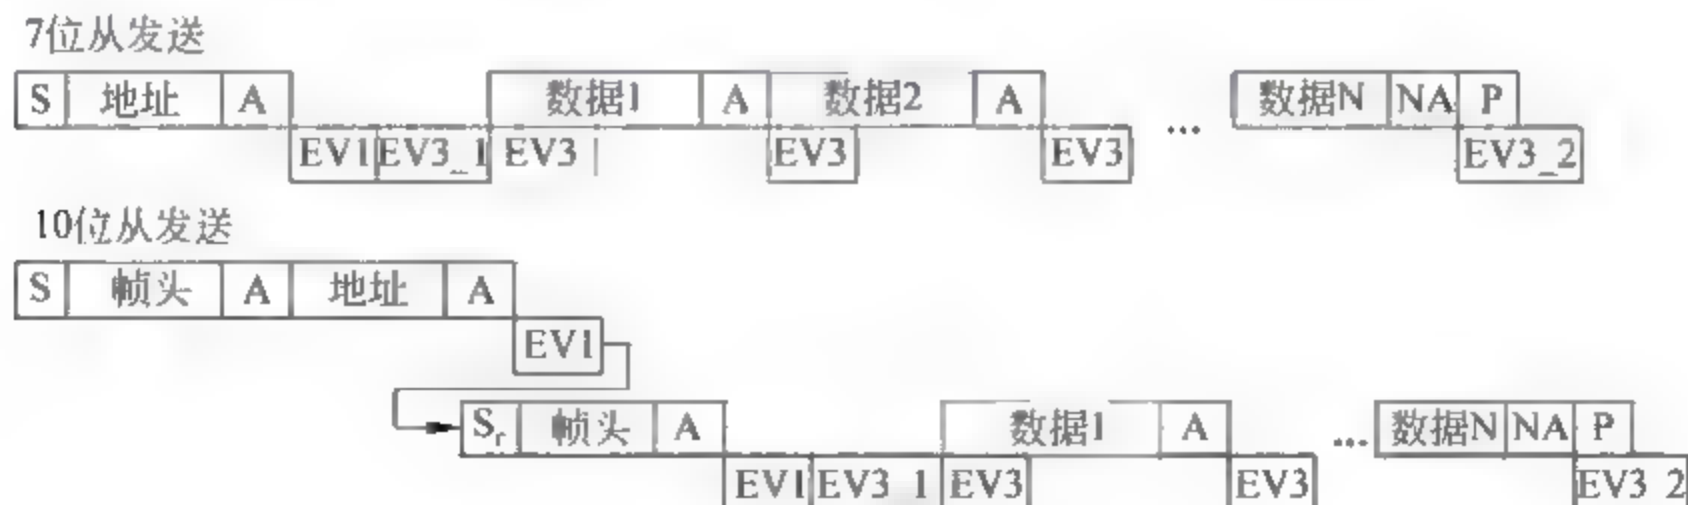 7位从发送
S 地址 A 数据1 A 数据2 A ... 数据N NA P
EV1 EV3_1 EV3 EV3 EV3 EV3_2
10位从发送
S 帧头 A 地址 A
EV1
Sr 帧头 A 数据1 A ... 数据N NA P
EV1 EV3_1 EV3 EV3 EV3_2